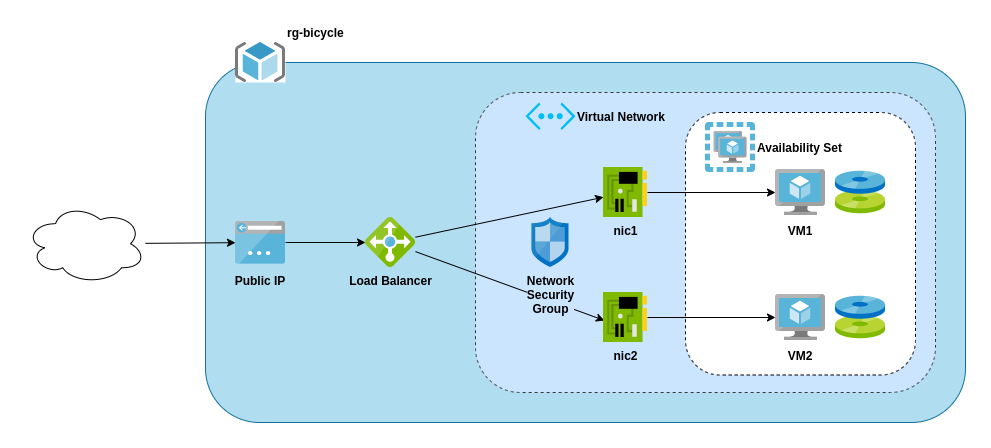 rg-bicycle
Virtual Network
Availability Set
nic1
VM1
Public IP
Load Balancer
Network
Security
Group
nic2
VM2